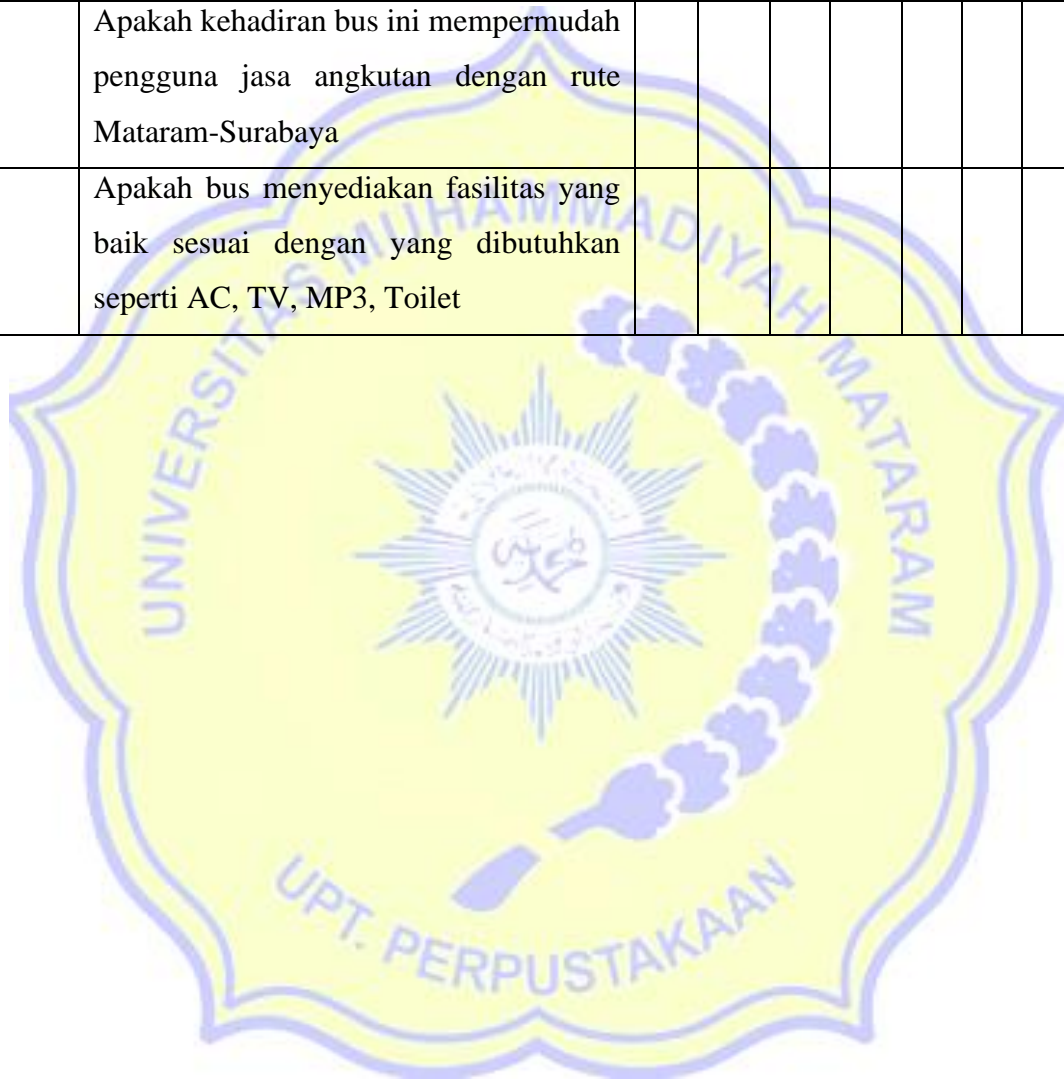 Apakah kehadiran bus ini mempermudah
pengguna jasa angkutan dengan rute
Mataram-Surabaya
Apakah bus menyediakan fasilitas yang
baik sesuai dengan yang dibutuhkan
seperti AC, TV, MP3, Toilet
UNIVERSITAS MUHAMMADIYAH MATARAM
UPT. PERPUSTAKAAN